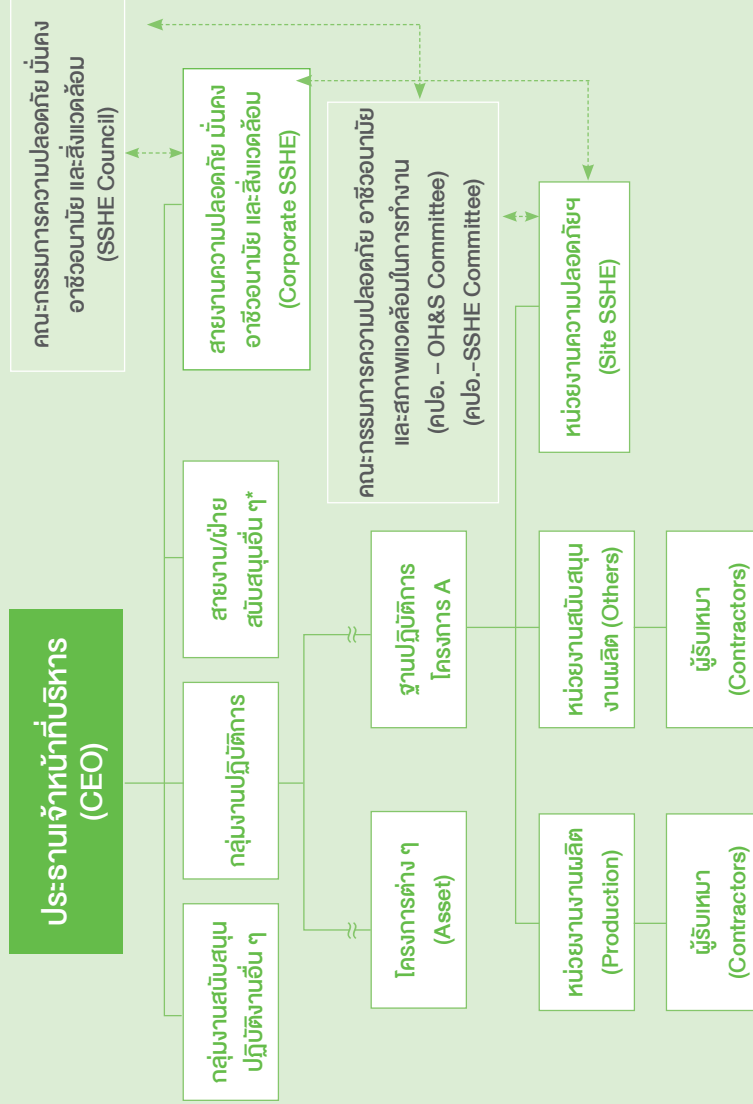 ประธานเจ้าหน้าที่บริหาร
(CEO)
คณะกรรมการความปลอดภัย มั่นคง
อาชีวอนามัย และสิ่งแวดล้อม
(SSHE Council)
กลุ่มงานสนับสนุน
ปฏิบัติงานอื่น ๆ
กลุ่มงานปฏิบัติการ
สายงาน/ฝ่าย
สนับสนุนอื่น ๆ*
สายงานความปลอดภัย มั่นคง
อาชีวอนามัย และสิ่งแวดล้อม
(Corporate SSHE)
โครงการต่าง ๆ
(Asset)
ฐานปฏิบัติการ
โครงการ A
คณะกรรมการความปลอดภัย อาชีวอนามัย
และสภาพแวดล้อมในการทำงาน
(คปอ. – OH&S Committee)
(คปอ.–SSHE Committee)
หน่วยงานงานผลิต
(Production)
หน่วยงานสนับสนุน
งานผลิต (Others)
หน่วยงานความปลอดภัยฯ
(Site SSHE)
ผู้รับเหมา
(Contractors)
ผู้รับเหมา
(Contractors)